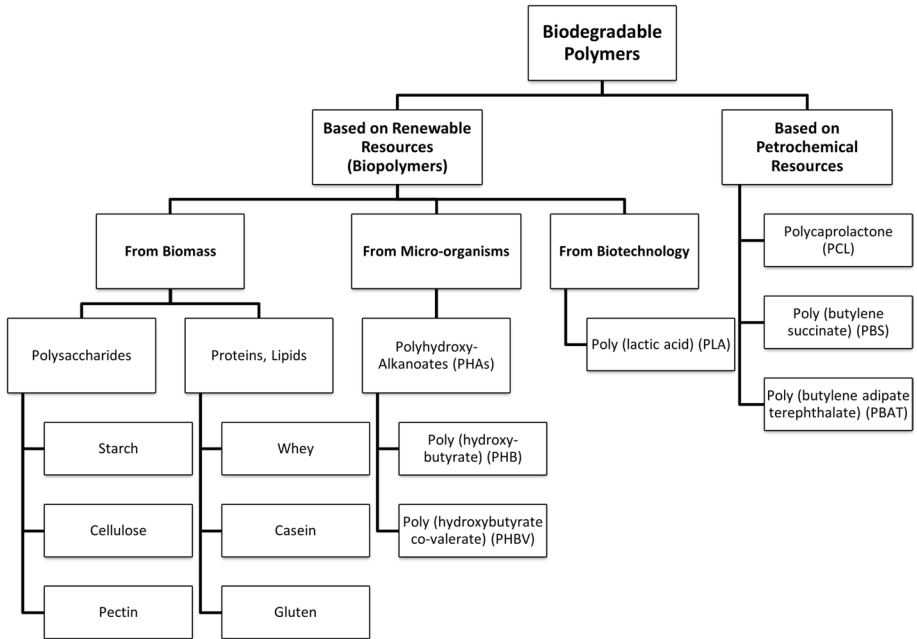 Biodegradable
Polymers
Based on Renewable
Resources
(Biopolymers)
Based on
Petrochemical
Resources
From Biomass
From Micro-organisms
From Biotechnology
Polycaprolactone
(PCL)
Poly (butylene
succinate) (PBS)
Poly (butylene adipate
terephthalate) (PBAT)
Polysaccharides
Proteins, Lipids
Polyhydroxy-
Alkanoates (PHAs)
Poly (lactic acid) (PLA)
Starch
Whey
Poly (hydroxy-
butyrate) (PHB)
Cellulose
Casein
Poly (hydroxybutyrate
co-valerate) (PHBV)
Pectin
Gluten